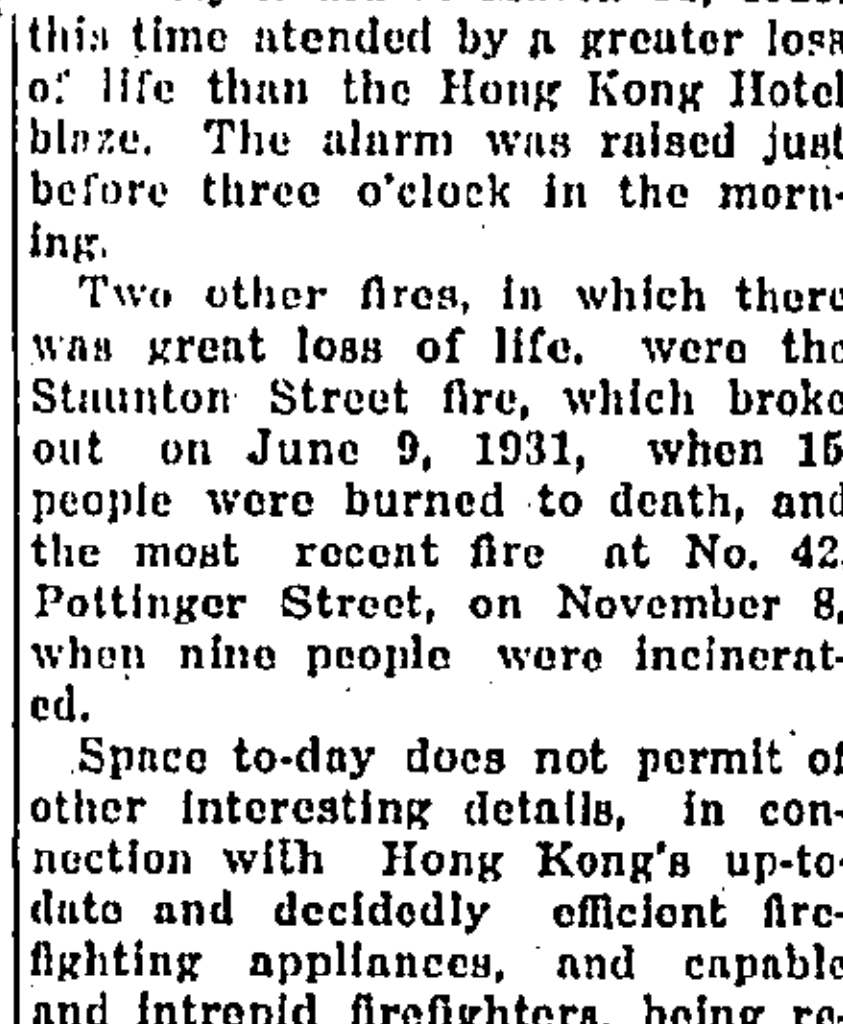 this time atended by a greater loss
of life than the Hong Kong Hotel
blaze. The alarm was raised just
before three o'clock in the morn-
ing.
Two other fires, in which there
was great loss of life. were the
Staunton Street fire, which broke
out on June 9, 1931, when 15
people were burned to death, and
the most recent fire at No. 42,
Pottinger Street, on November 8,
when nine people were incinerat-
ed.
Space to-day does not permit of
other interesting details, in con-
nection with Hong Kong's up-to-
date and decidedly efficient fire-
fighting appliances, and capable
and intrepid firefighters, being re-